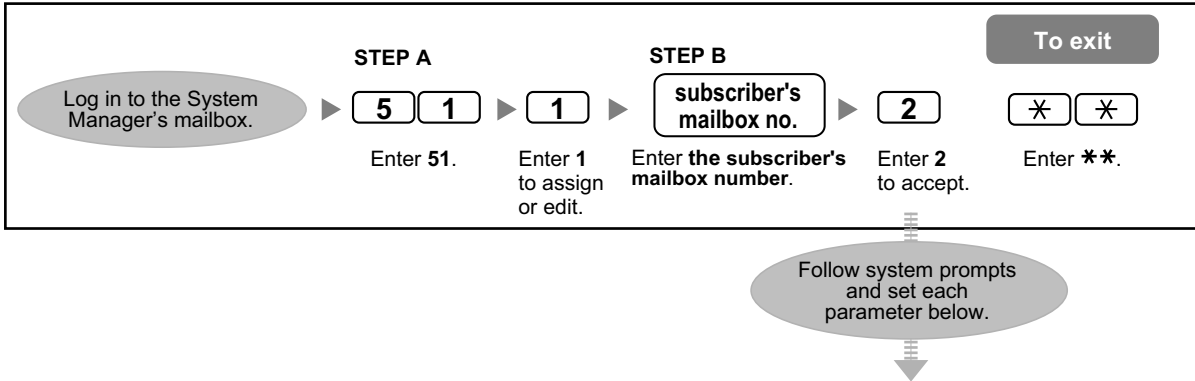 To exit
STEP A
STEP B
Log in to the System
Manager's mailbox.
5 1
1
subscriber's
mailbox no.
2
* *
Enter 51.
Enter 1
to assign
or edit.
Enter the subscriber's
mailbox number.
Enter 2
to accept.
Enter **.
Follow system prompts
and set each
parameter below.